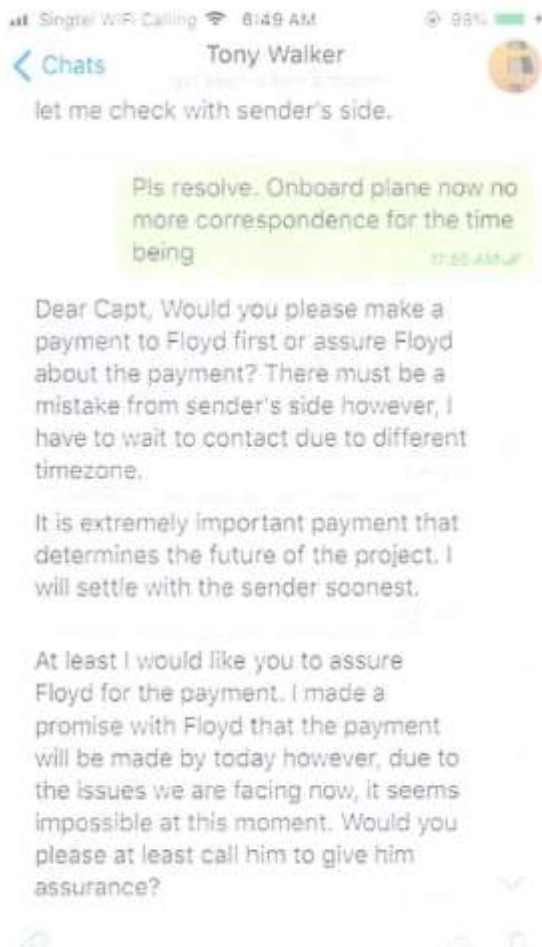 Singtel WiFi Calling 6:49 AM 98%
Chats
Tony Walker
let me check with sender's side.
Pls resolve. Onboard plane now no
more correspondence for the time
being
Dear Capt, Would you please make a
payment to Floyd first or assure Floyd
about the payment? There must be a
mistake from sender's side however, I
have to wait to contact due to different
timezone.
It is extremely important payment that
determines the future of the project. I
will settle with the sender soonest.
At least I would like you to assure
Floyd for the payment. I made a
promise with Floyd that the payment
will be made by today however, due to
the issues we are facing now, it seems
impossible at this moment. Would you
please at least call him to give him
assurance?